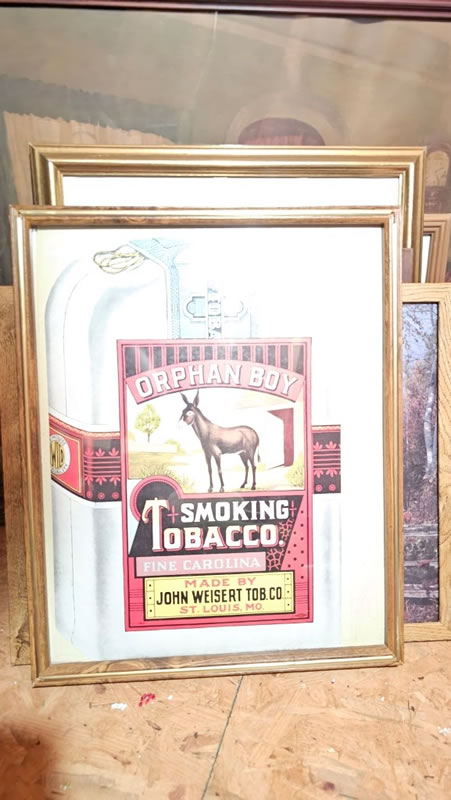 ORPHAN BOY
SMOKING
TOBACCO.
FINE CAROLINA
MADE BY
JOHN WEISERT TOB.CO
ST. LOUIS. MO.